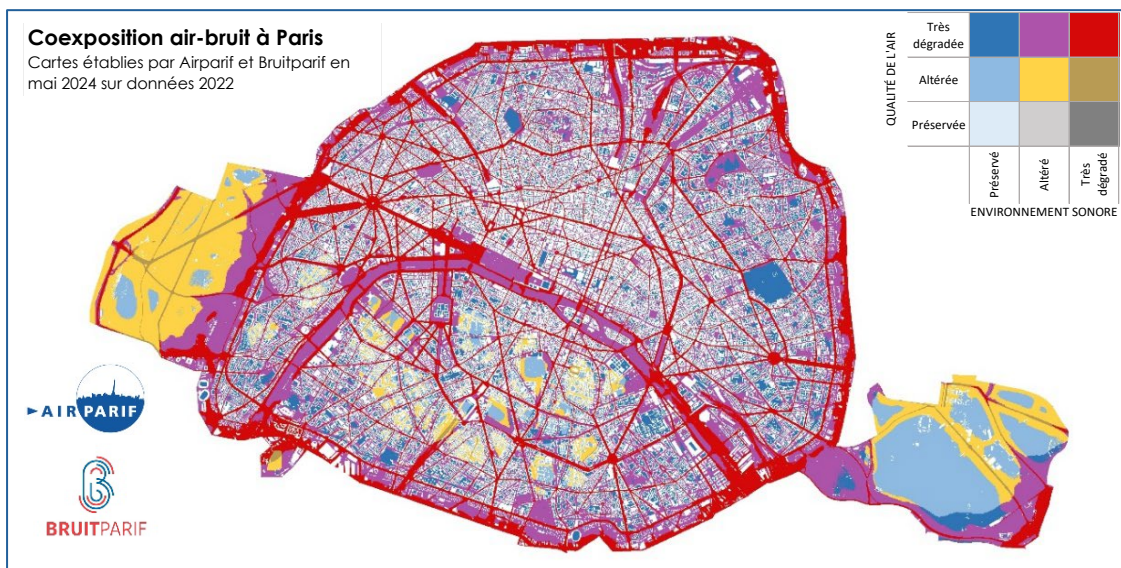 Coexposition air-bruit à Paris
Cartes établies par Airparif et Bruitparif en
mai 2024 sur données 2022
QUALITÉ DE L'AIR
Très
dégradée
Altérée
Préservée
Préservé
Altéré
Très
dégradé
ENVIRONNEMENT SONORE
AIRPARIF
BRUITPARIF